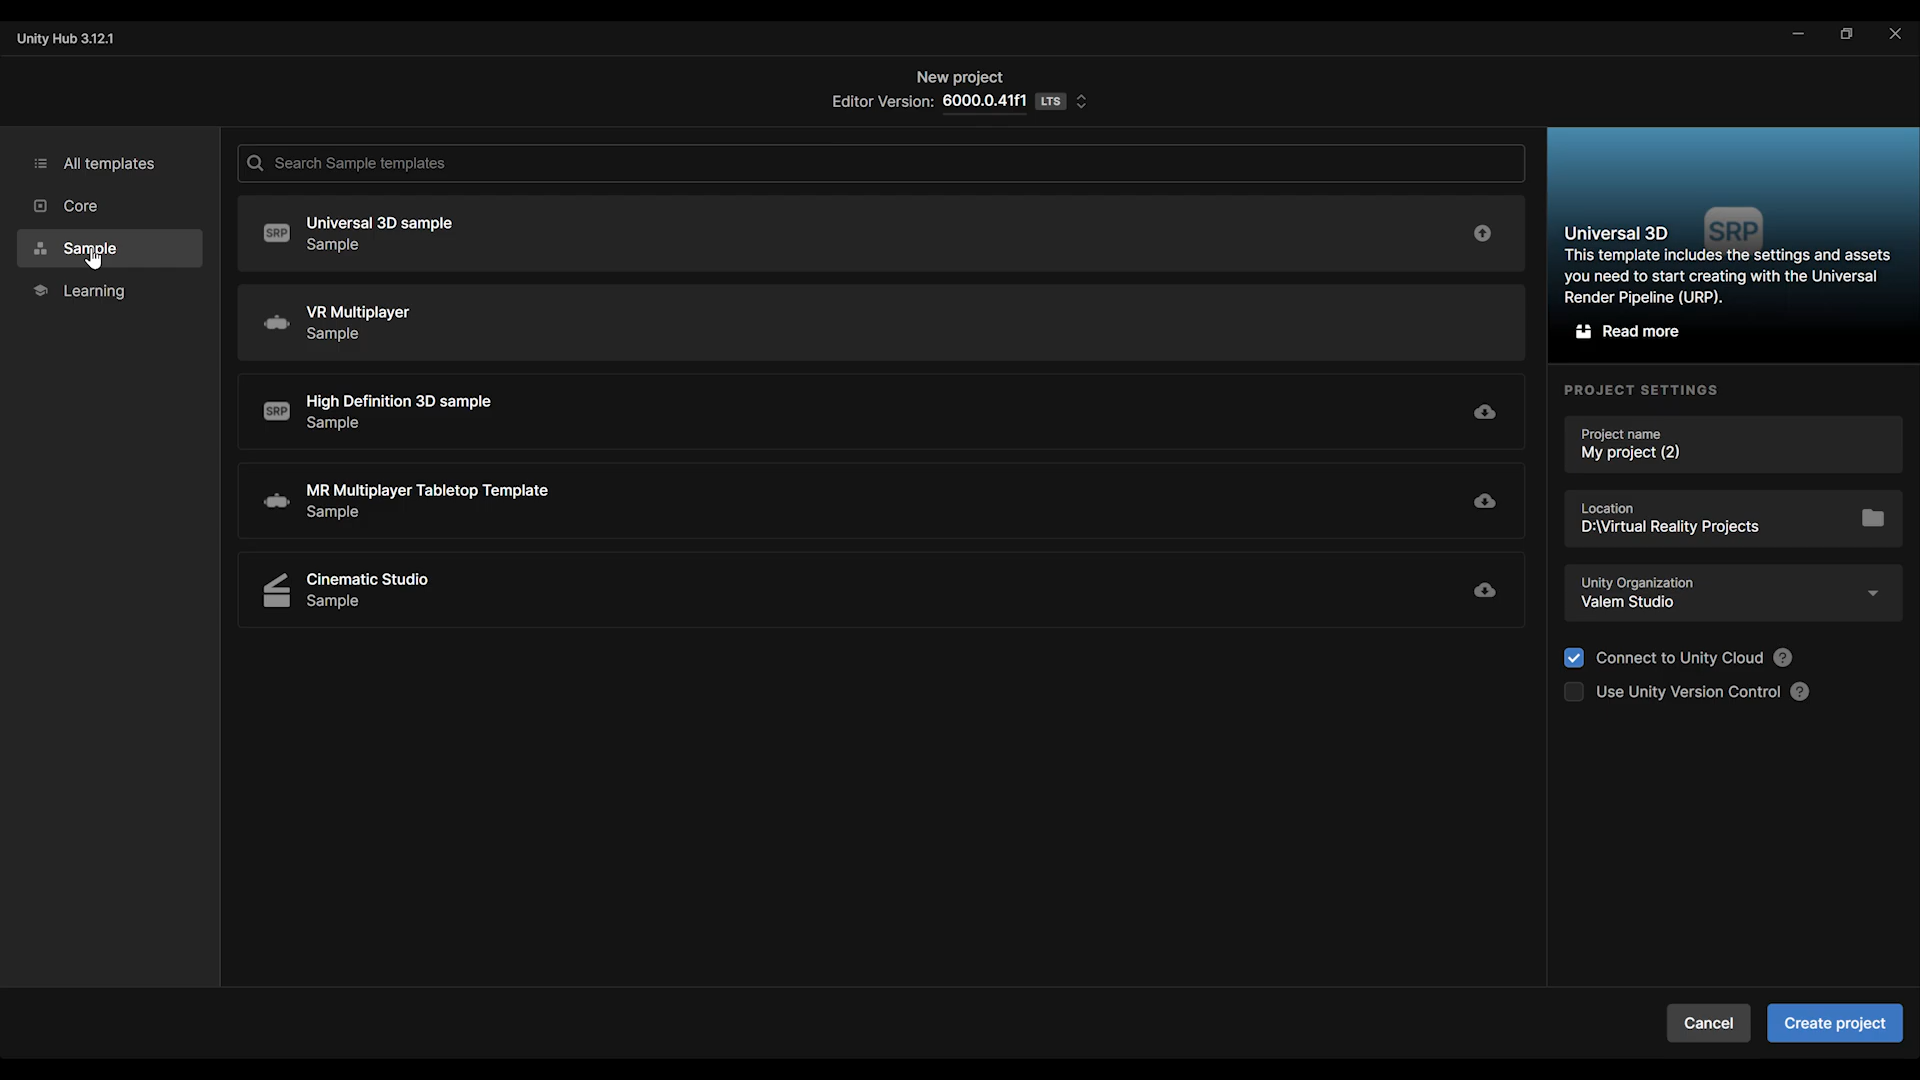 Unity Hub 3.12.1
New project
Editor Version: 6000.0.41f1 LTS
All templates
Core
Sample
Learning
Search Sample templates
SRP
Universal 3D sample
Sample
VR Multiplayer
Sample
SRP
High Definition 3D sample
Sample
MR Multiplayer Tabletop Template
Sample
Cinematic Studio
Sample
SRP
Universal 3D
This template includes the settings and assets
you need to start creating with the Universal
Render Pipeline (URP).
Read more
PROJECT SETTINGS
Project name
My project (2)
Location
D:\Virtual Reality Projects
Unity Organization
Valem Studio
Connect to Unity Cloud ?
Use Unity Version Control ?
Cancel
Create project